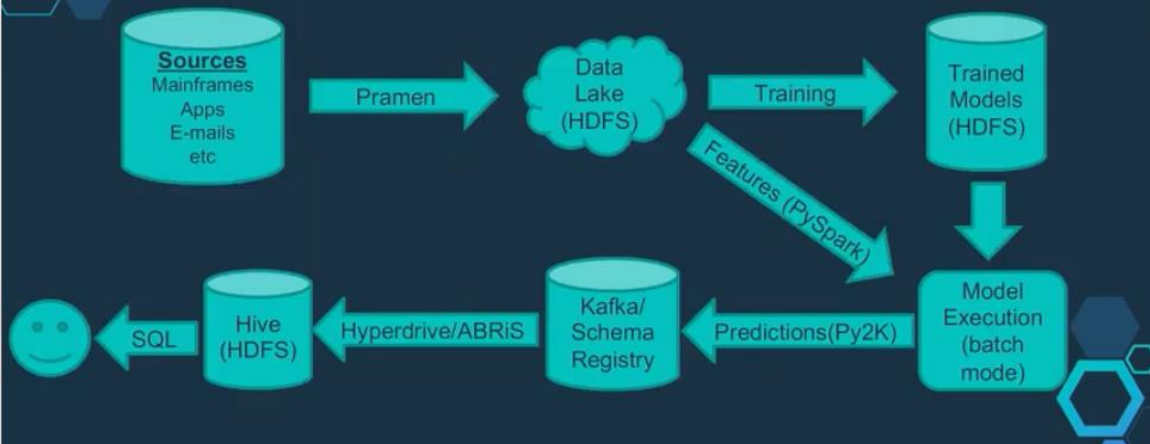 Sources
Mainframes
Apps
E-mails
etc
Pramen
Data
Lake
(HDFS)
Training
Trained
Models
(HDFS)
Features (PySpark)
Model
Execution
(batch
mode)
Predictions(Py2K)
Kafka/
Schema
Registry
Hyperdrive/ABRiS
Hive
(HDFS)
SQL